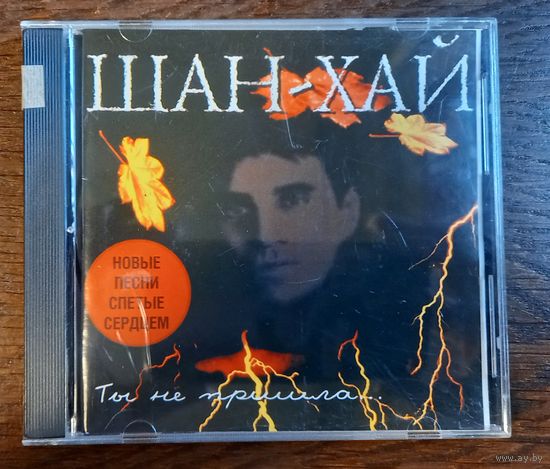 ШАН-ХАЙ
НОВЫЕ
ПЕСНИ
СПЕТЫЕ
СЕРДЦЕМ
Ты не пришла...
www.ay.by